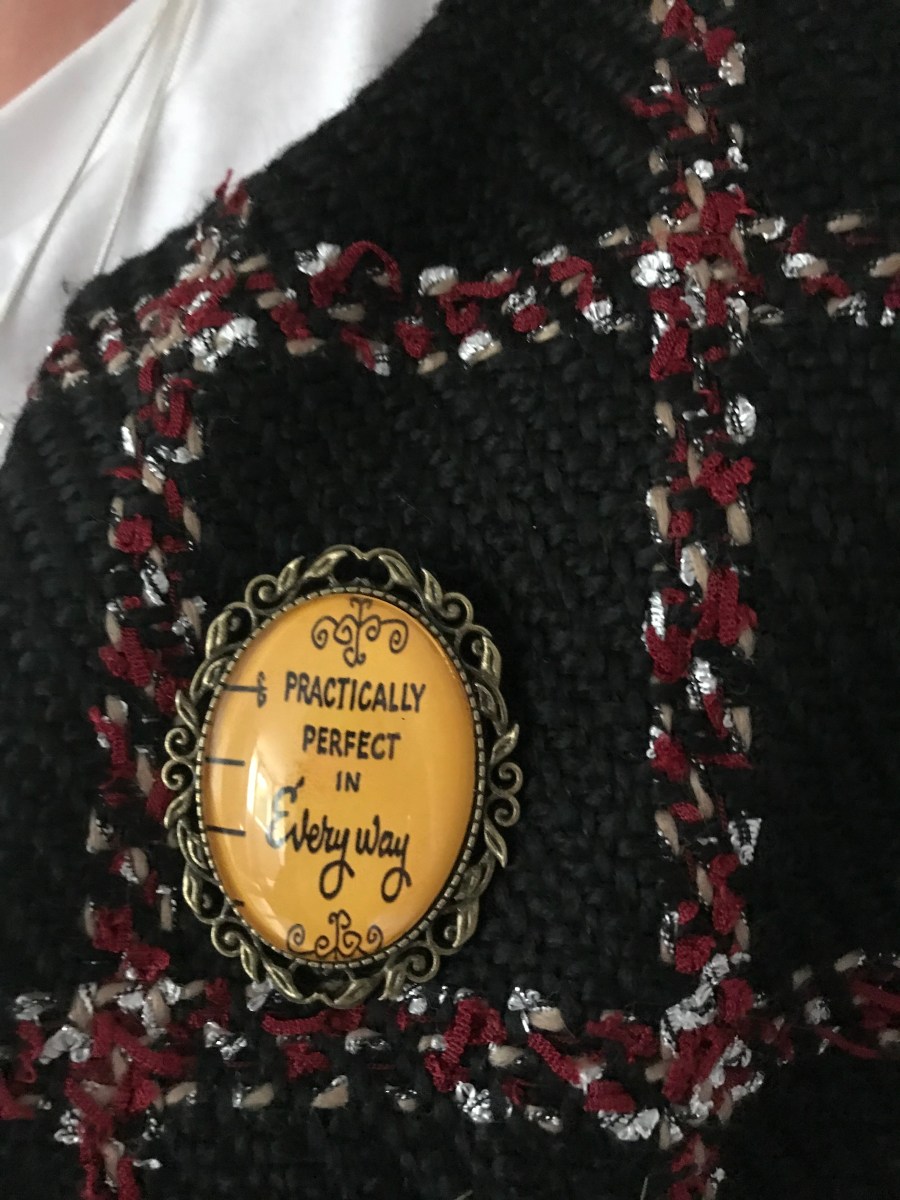 PRACTICALLY
PERFECT
IN
Every way